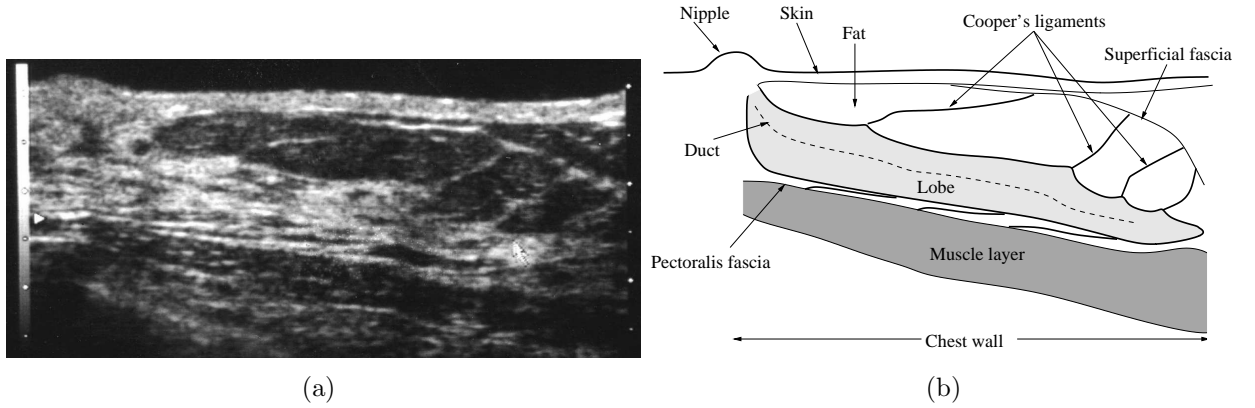 Nipple
Skin
Fat
Cooper's ligaments
Superficial fascia
Duct
Lobe
Pectoralis fascia
Muscle layer
Chest wall
(a)
(b)